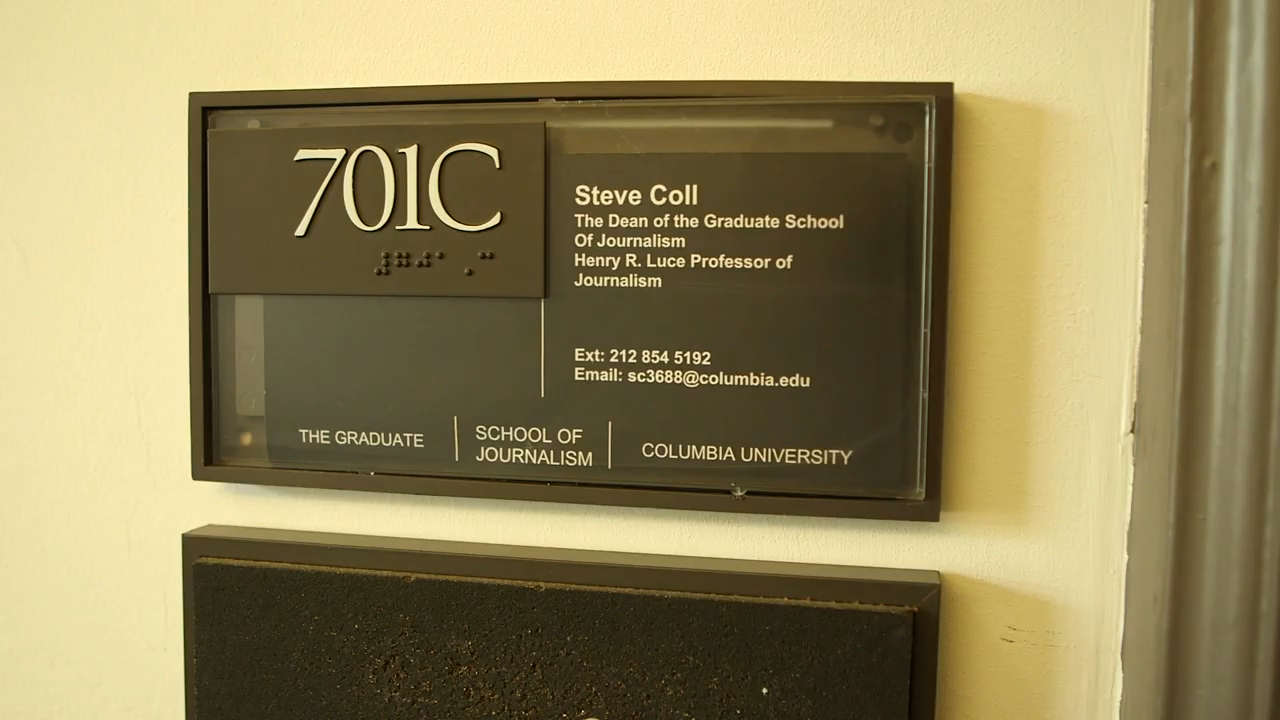 701C
Steve Coll
The Dean of the Graduate School
Of Journalism
Henry R. Luce Professor of
Journalism
Ext: 212 854 5192
Email: sc3688@columbia.edu
THE GRADUATE
SCHOOL OF
JOURNALISM
COLUMBIA UNIVERSITY